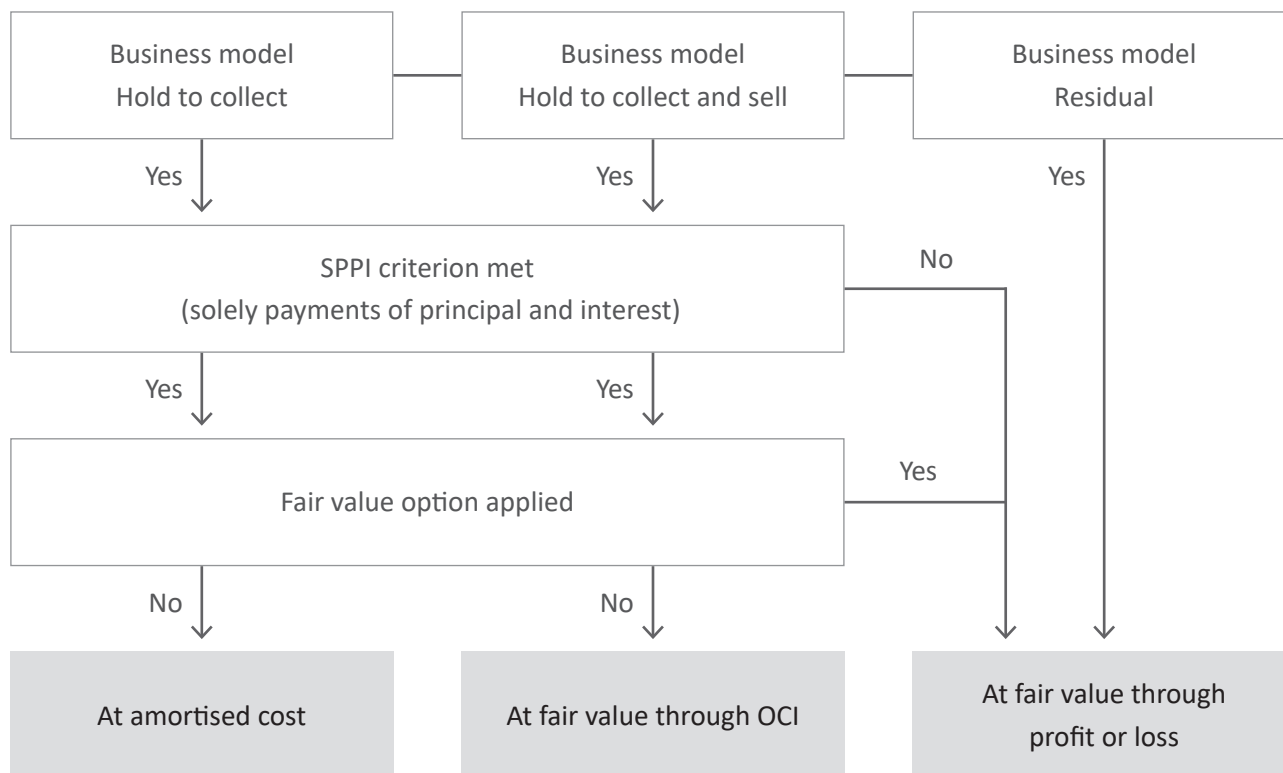 Business model
Hold to collect
Business model
Hold to collect and sell
Business model
Residual
Yes
Yes
Yes
SPPI criterion met
(solely payments of principal and interest)
No
Yes
Yes
Fair value option applied
Yes
No
No
At amortised cost
At fair value through OCI
At fair value through
profit or loss